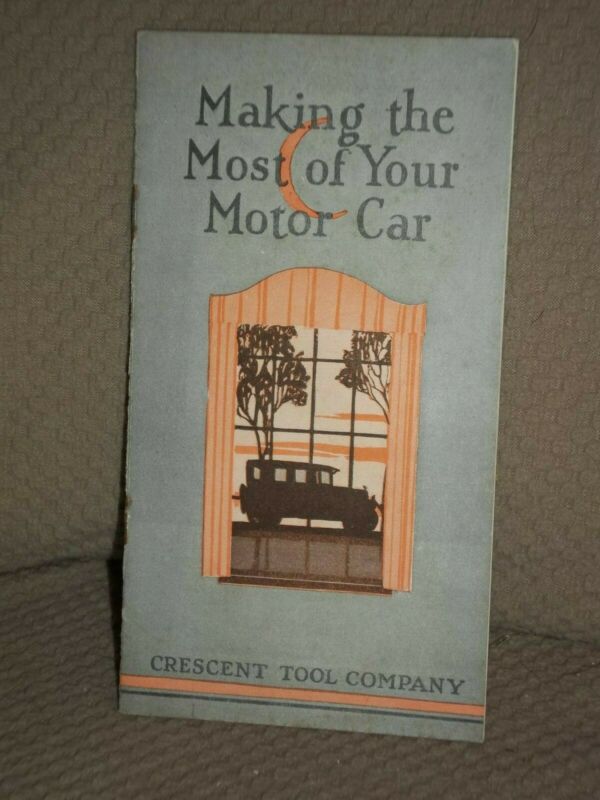 Making the
Most of Your
Motor Car
CRESCENT TOOL COMPANY